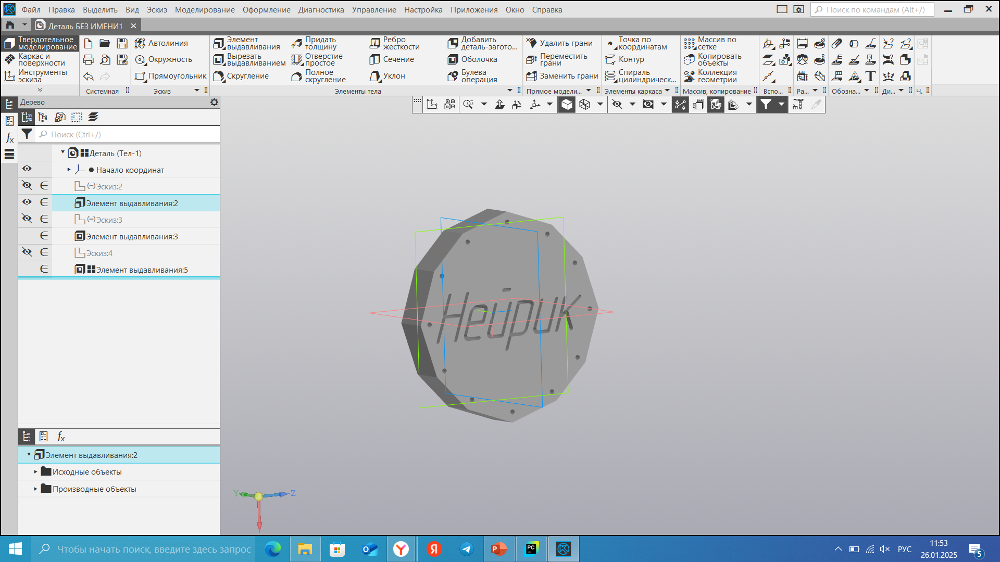 Файл Правка Выделить Вид Эскиз Моделирование Оформление Диагностика Управление Настройка Приложения Окно Справка Поиск по командам (Alt+/)
Деталь БЕЗ ИМЕНИ1
Твердотельное моделирование
Каркас и поверхности
Инструменты эскиза
Системная
Автолиния
Окружность
Прямоугольник
Эскиз
Элемент выдавливания
Вырезать выдавливанием
Скругление
Придать толщину
Отверстие простое
Полное скругление
Ребро жесткости
Сечение
Уклон
Добавить деталь-загото...
Оболочка
Булева операция
Элементы тела
Удалить грани
Переместить грани
Заменить грани
Прямое модели...
Точка по координатам
Контур
Спираль цилиндрическ...
Элементы каркаса
Массив по сетке
Копировать объекты
Коллекция геометрии
Массив, копирование
Вспо...
Ра...
Обозна...
Ди...
Ч.
Дерево
Поиск (Ctrl+/)
Деталь (Тел-1)
Начало координат
(−)Эскиз:2
Элемент выдавливания:2
(−)Эскиз:3
Элемент выдавливания:3
Эскиз:4
Элемент выдавливания:5
Элемент выдавливания:2
Исходные объекты
Производные объекты
Нейрик
Y Z
Чтобы начать поиск, введите здесь запрос
РУС
11:53
26.01.2025
5